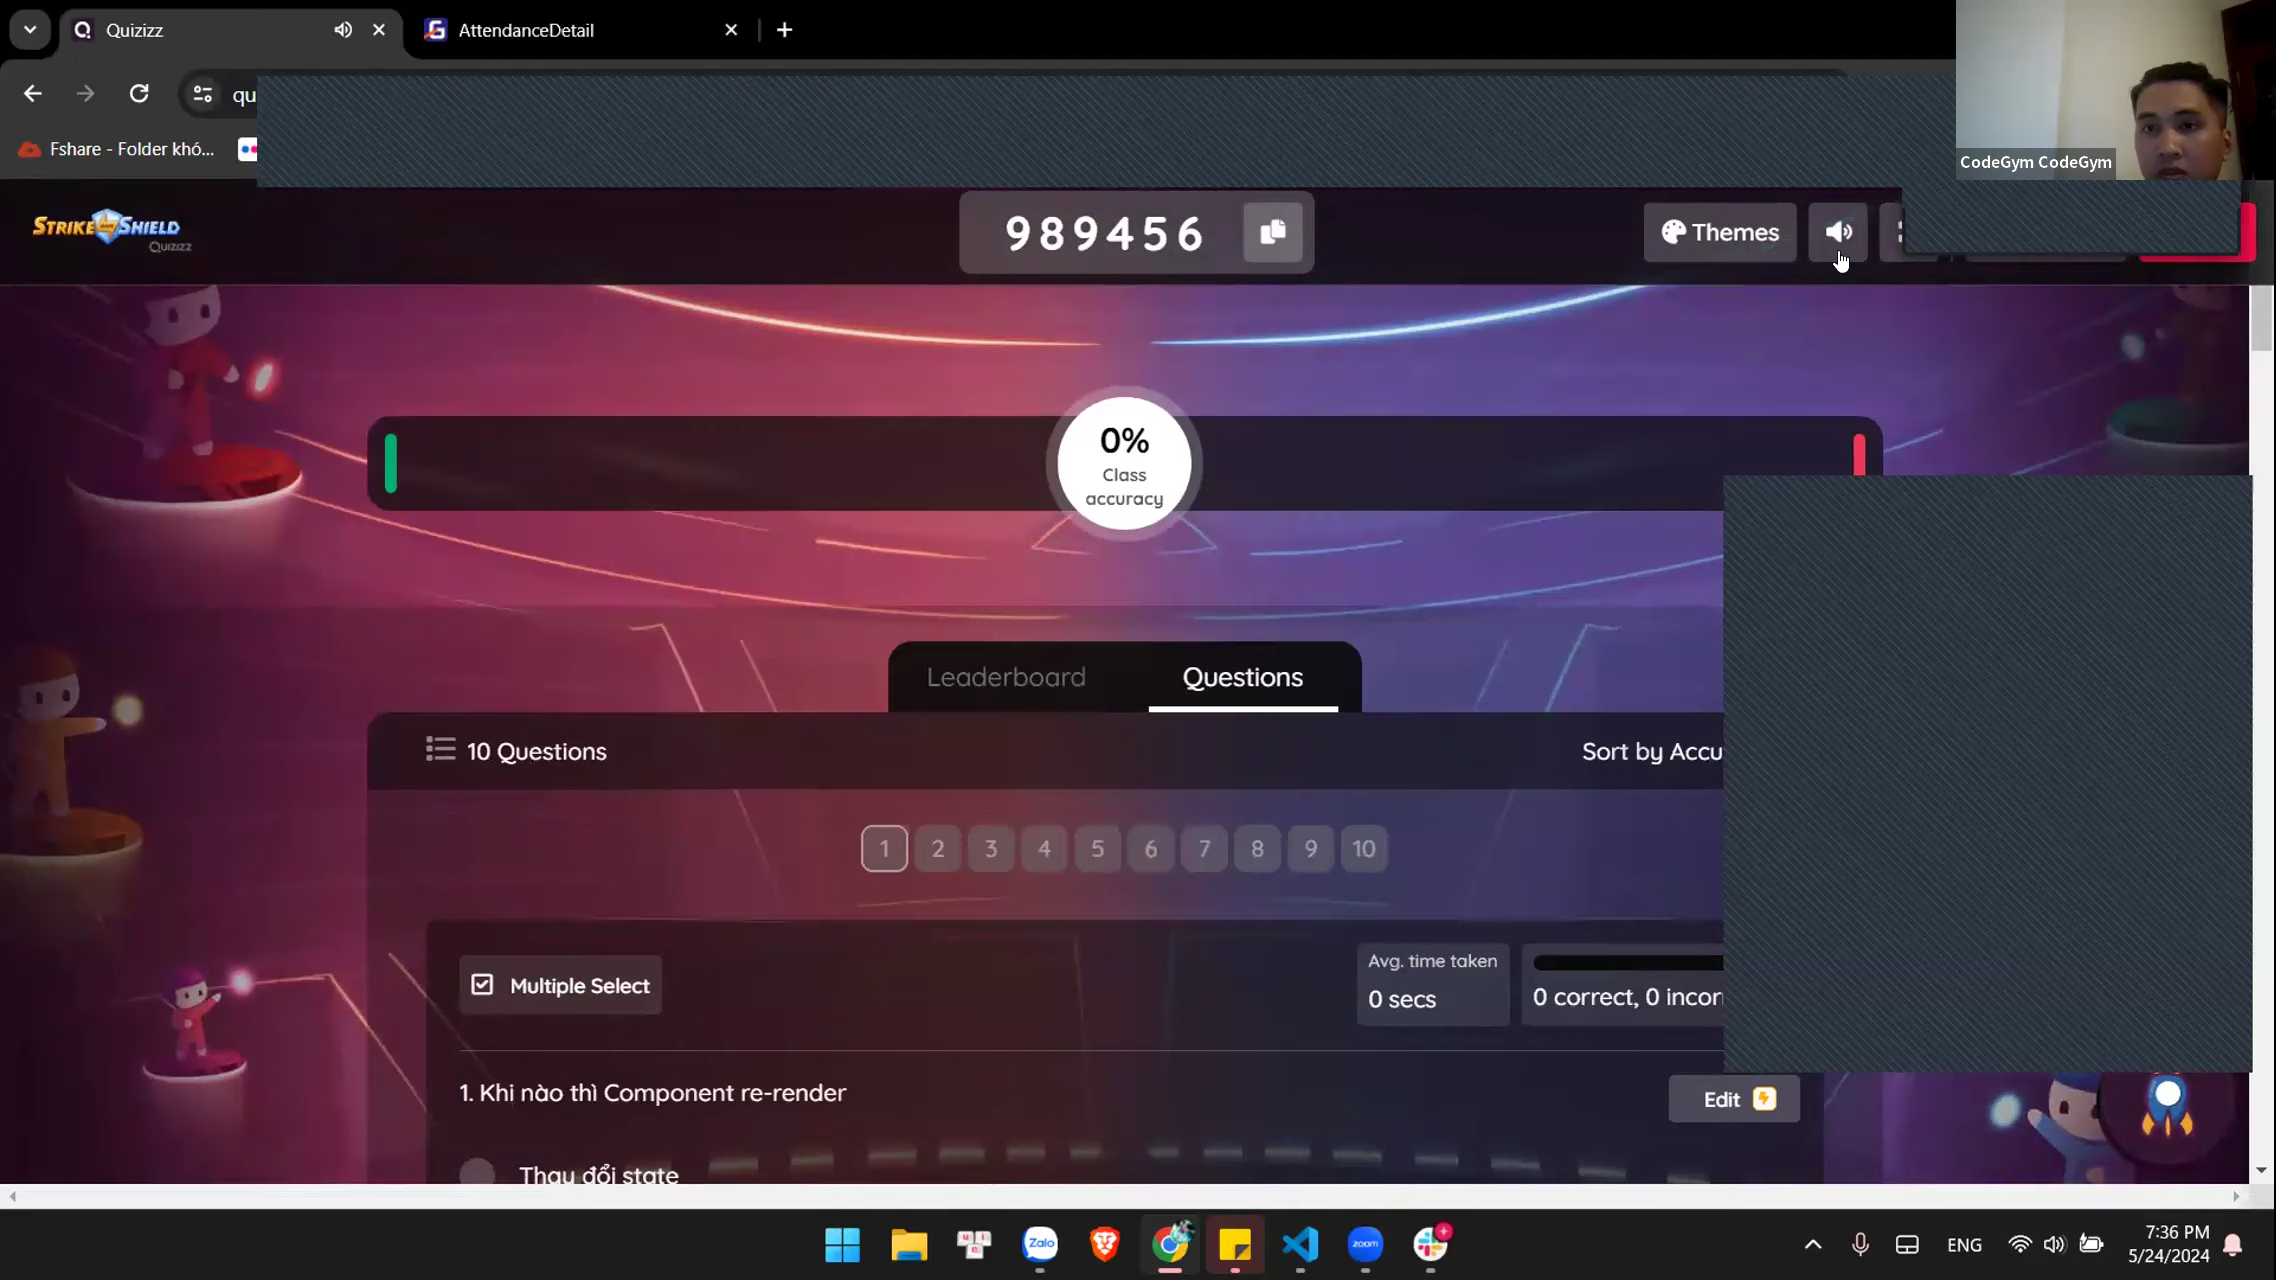 Quizizz
AttendanceDetail
qu
Fshare - Folder khó...
CodeGym CodeGym
STRIKE AND SHIELD
QUIZIZZ
989456
Themes
0%
Class
accuracy
Leaderboard
Questions
10 Questions
Sort by Accu
1 2 3 4 5 6 7 8 9 10
Multiple Select
Avg. time taken
0 secs
0 correct, 0 incor
1. Khi nào thì Component re-render
Edit
Thay đổi state
Zalo
zoom
ENG
7:36 PM
5/24/2024